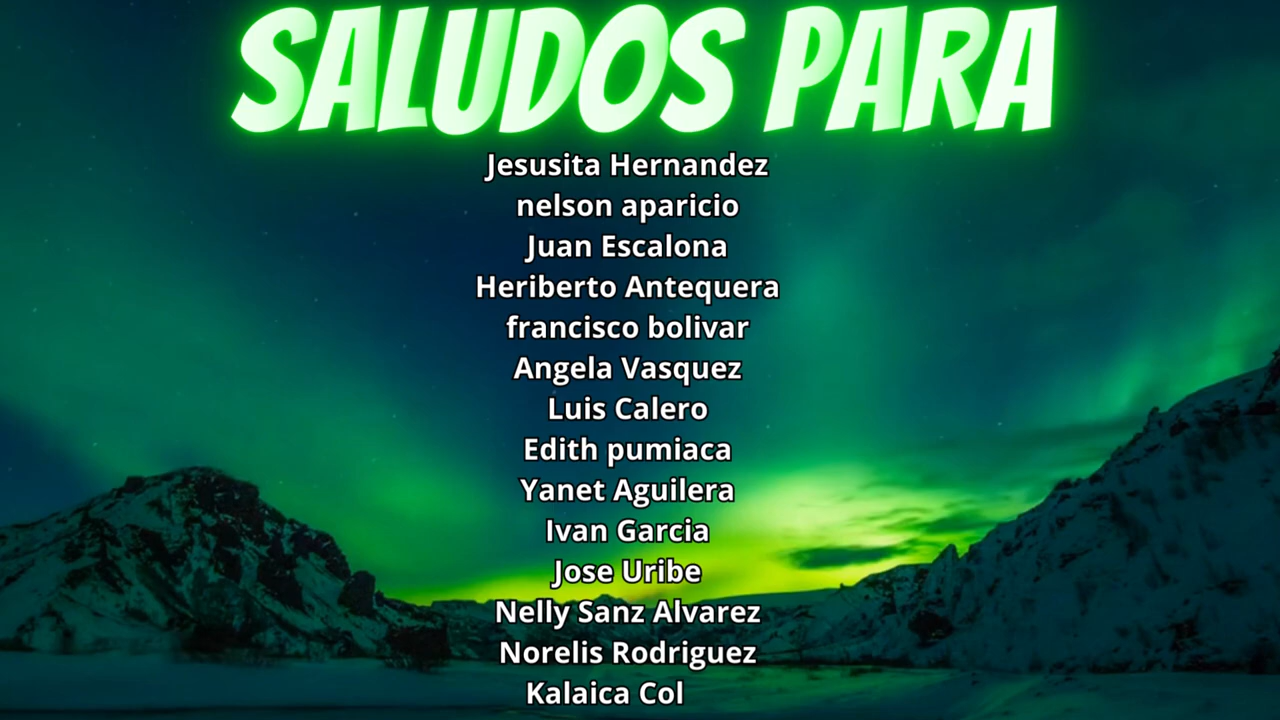 SALUDOS PARA
Jesusita Hernandez
nelson aparicio
Juan Escalona
Heriberto Antequera
francisco bolivar
Angela Vasquez
Luis Calero
Edith pumiaca
Yanet Aguilera
Ivan Garcia
Jose Uribe
Nelly Sanz Alvarez
Norelis Rodriguez
Kalaica Col